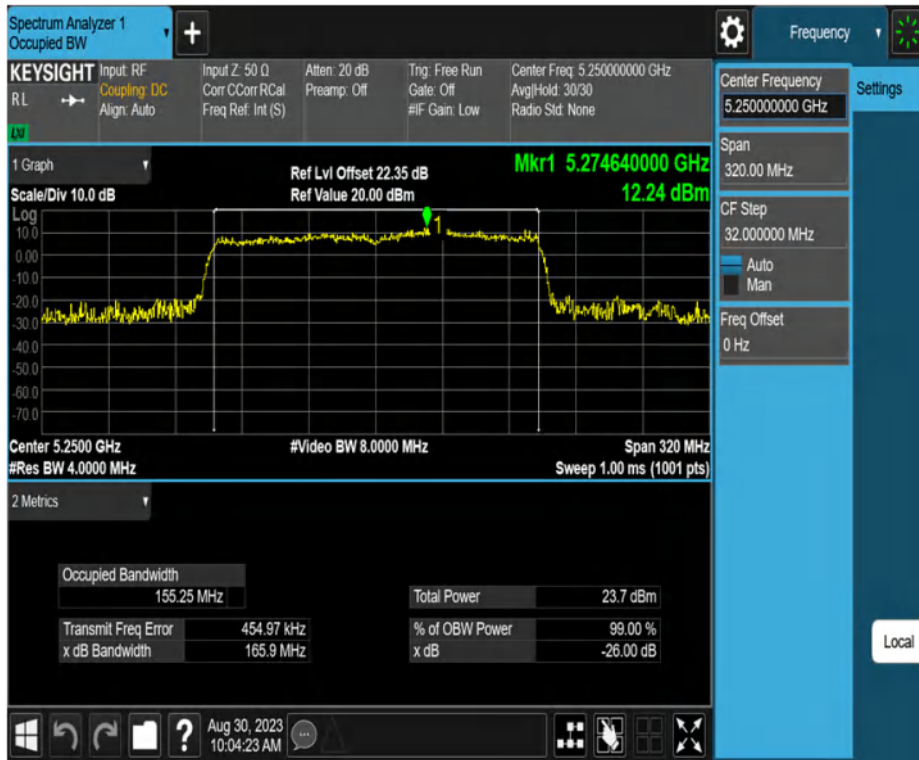 Spectrum Analyzer 1
Occupied BW
+
Frequency
KEYSIGHT
RL
LXI
Input: RF
Coupling: DC
Align: Auto
Input Z: 50 Ω
Corr CCorr RCal
Freq Ref: Int (S)
Atten: 20 dB
Preamp: Off
Trig: Free Run
Gate: Off
#IF Gain: Low
Center Freq: 5.250000000 GHz
Avg|Hold: 30/30
Radio Std: None
Center Frequency
5.250000000 GHz
Settings
Span
320.00 MHz
CF Step
32.000000 MHz
Auto
Man
Freq Offset
0 Hz
1 Graph
Scale/Div 10.0 dB
Ref Lvl Offset 22.35 dB
Ref Value 20.00 dBm
Mkr1 5.274640000 GHz
12.24 dBm
Log
1
10.0
0.00
-10.0
-20.0
-30.0
-40.0
-50.0
-60.0
-70.0
Center 5.2500 GHz
#Video BW 8.0000 MHz
Span 320 MHz
#Res BW 4.0000 MHz
Sweep 1.00 ms (1001 pts)
2 Metrics
Occupied Bandwidth
155.25 MHz
Total Power 23.7 dBm
Transmit Freq Error 454.97 kHz
% of OBW Power 99.00 %
x dB Bandwidth 165.9 MHz
x dB -26.00 dB
Local
?
Aug 30, 2023
10:04:23 AM